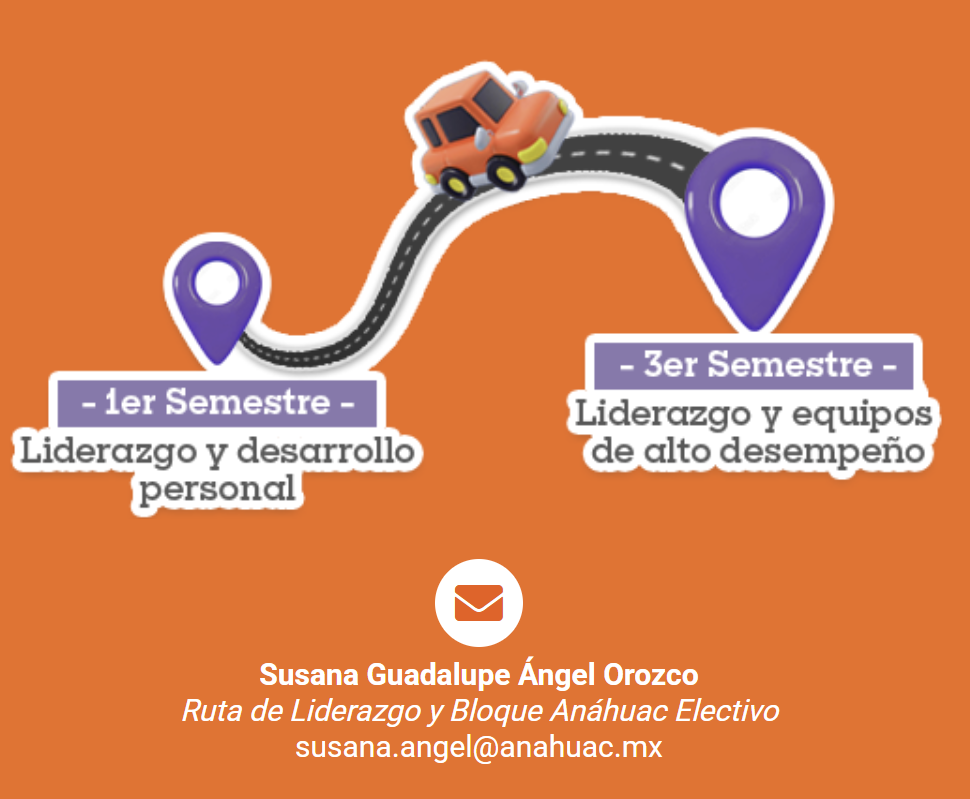 - 1er Semestre -
Liderazgo y desarrollo
personal
- 3er Semestre -
Liderazgo y equipos
de alto desempeño
Susana Guadalupe Ángel Orozco
Ruta de Liderazgo y Bloque Anáhuac Electivo
susana.angel@anahuac.mx